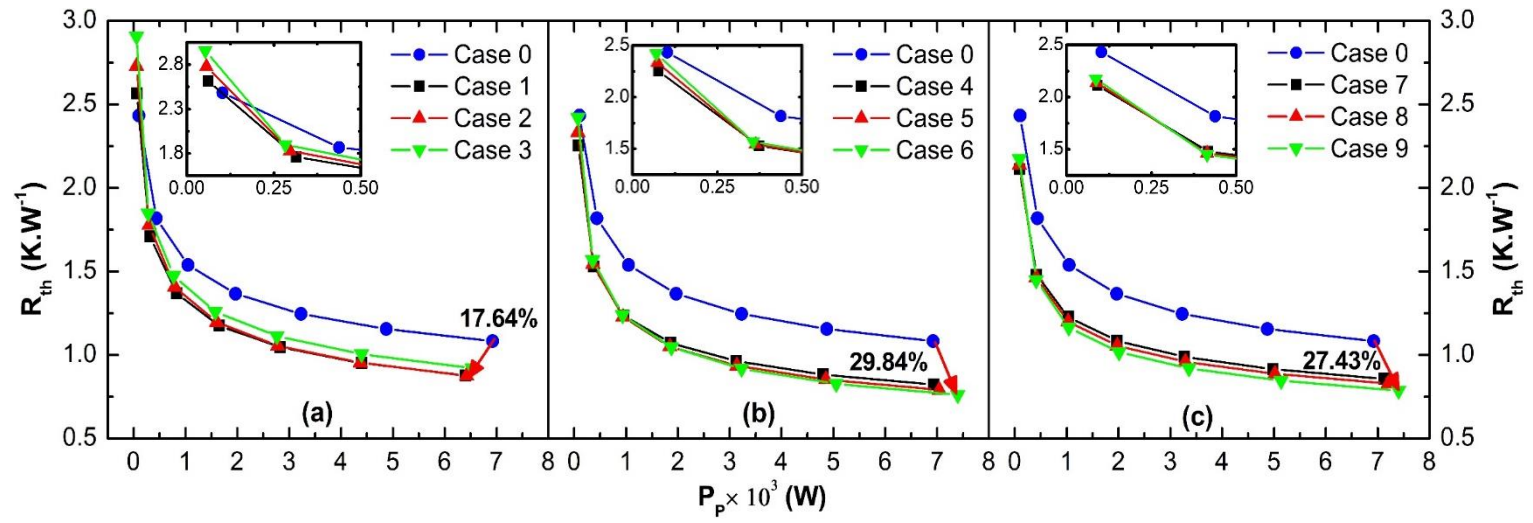 3.0
2.5
2.0
1.5
1.0
0.5
R_th (K.W⁻¹)
2.8
2.3
1.8
0.00 0.25 0.50
Case 0
Case 1
Case 2
Case 3
17.64%
(a)
0 1 2 3 4 5 6 7 8
2.5
2.0
1.5
0.00 0.25 0.50
Case 0
Case 4
Case 5
Case 6
29.84%
(b)
0 1 2 3 4 5 6 7 8
P_P × 10³ (W)
2.5
2.0
1.5
0.00 0.25 0.50
Case 0
Case 7
Case 8
Case 9
27.43%
(c)
0 1 2 3 4 5 6 7 8
3.0
2.5
2.0
1.5
1.0
0.5
R_th (K.W⁻¹)